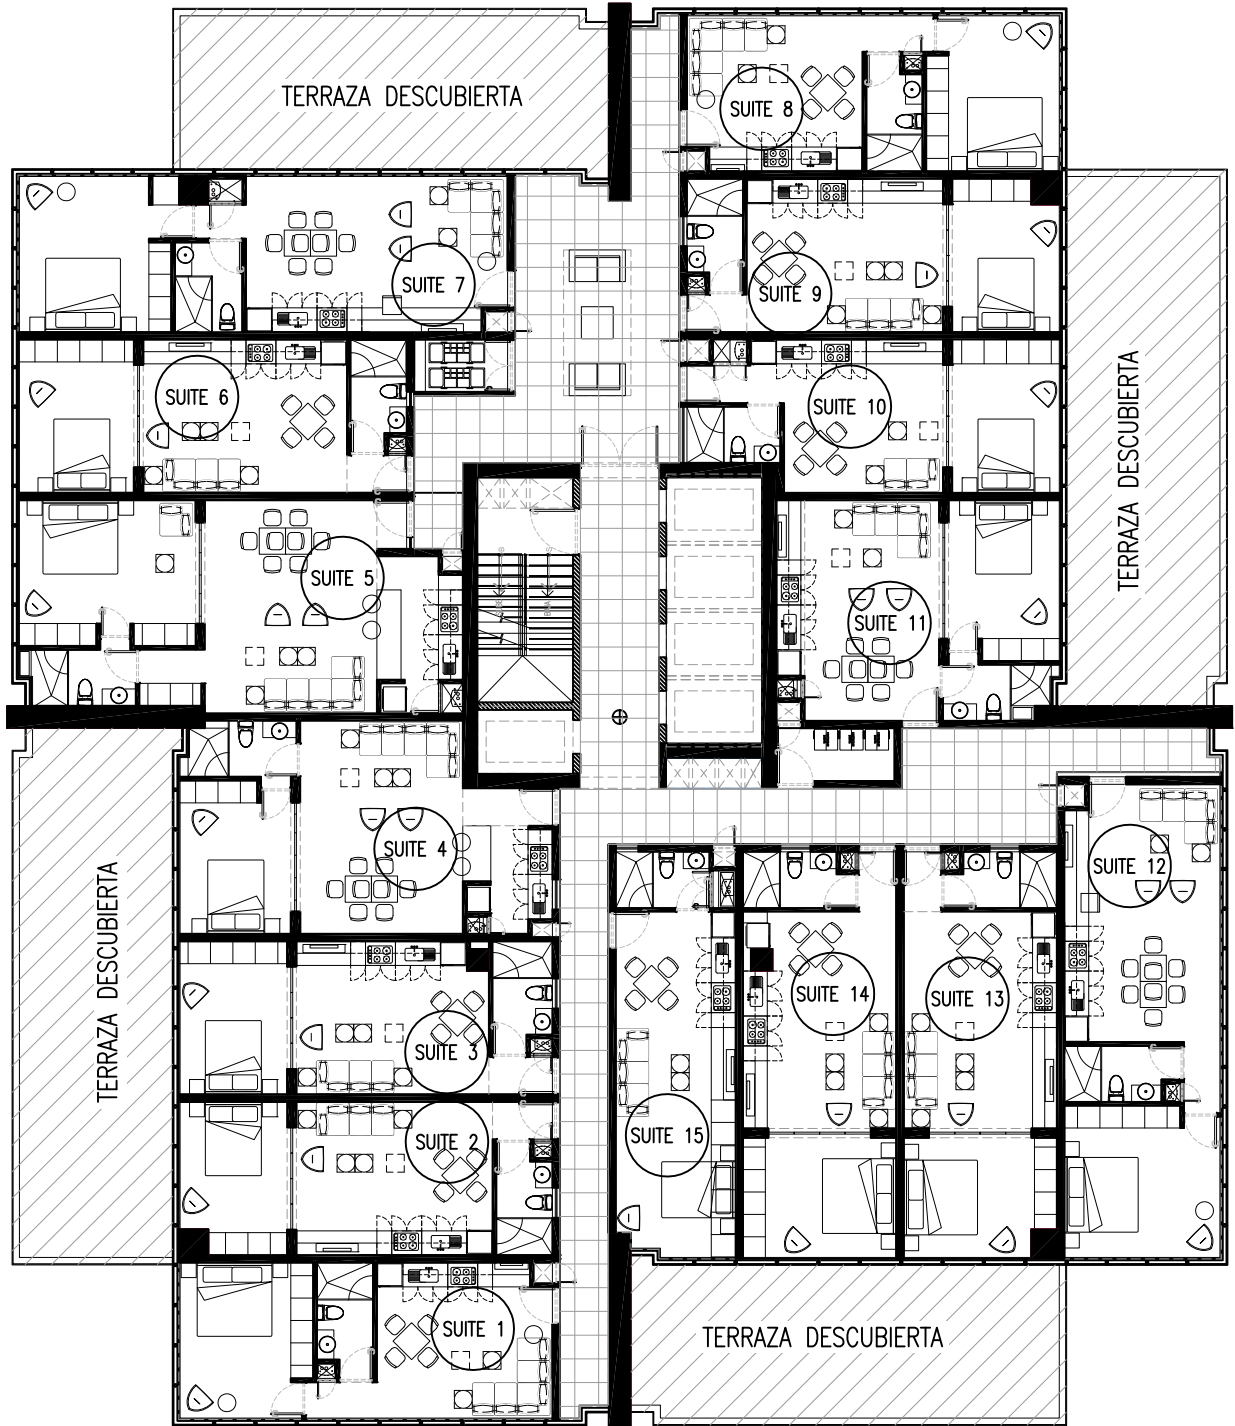 TERRAZA DESCUBIERTA
SUITE 8
SUITE 7
SUITE 9
SUITE 6
SUITE 10
TERRAZA DESCUBIERTA
SUITE 5
SUITE 11
SUITE 4
SUITE 12
TERRAZA DESCUBIERTA
SUITE 14
SUITE 13
SUITE 3
SUITE 2
SUITE 15
SUITE 1
TERRAZA DESCUBIERTA